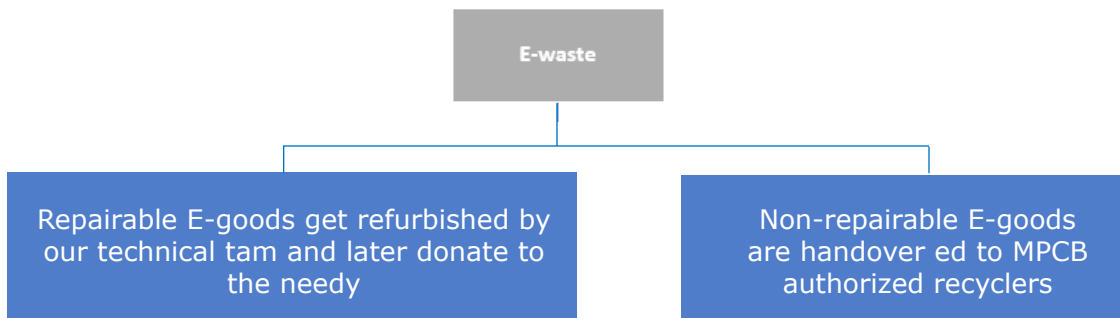 E-waste
Repairable E-goods get refurbished by
our technical tam and later donate to
the needy
Non-repairable E-goods
are handover ed to MPCB
authorized recyclers